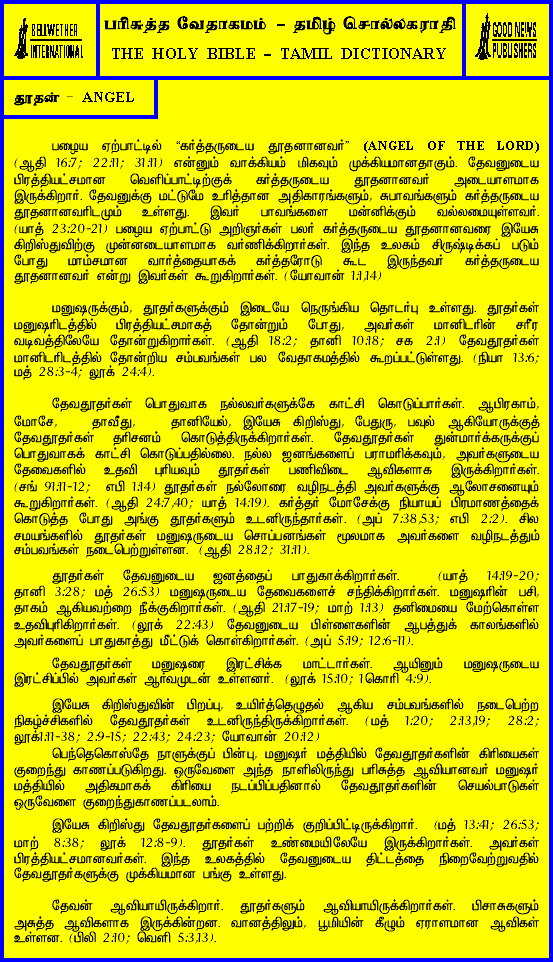 BELLWETHER
INTERNATIONAL
பரிசுத்த வேதாகமம் - தமிழ் சொல்லகராதி
THE HOLY BIBLE - TAMIL DICTIONARY
GOOD NEWS
PUBLISHERS
தூதன் - ANGEL
பழைய ஏற்பாட்டில் “கர்த்தருடைய தூதனானவர்” (ANGEL OF THE LORD)
(ஆதி 16:7; 22:11; 31:11) என்னும் வாக்கியம் மிகவும் முக்கியமானதாகும். தேவனுடைய
பிரத்தியட்சமான வெளிப்பாட்டிற்குக் கர்த்தருடைய தூதனானவர் அடையாளமாக
இருக்கிறார். தேவனுக்கு மட்டுமே உரித்தான அதிகாரங்களும், சுபாவங்களும் கர்த்தருடைய
தூதனானவரிடமும் உள்ளது. இவர் பாவங்களை மன்னிக்கும் வல்லமையுள்ளவர்.
(யாத் 23:20-21) பழைய ஏற்பாட்டு அறிஞர்கள் பலர் கர்த்தருடைய தூதனானவரை இயேசு
கிறிஸ்துவிற்கு முன்னடையாளமாக வர்ணிக்கிறார்கள். இந்த உலகம் சிருஷ்டிக்கப் படும்
போது மாம்சமான வார்த்தையாகக் கர்த்தரோடு கூட இருந்தவர் கர்த்தருடைய
தூதனானவர் என்று இவர்கள் கூறுகிறார்கள். (யோவான் 1:1,14)
மனுஷருக்கும், தூதர்களுக்கும் இடையே நெருங்கிய தொடர்பு உள்ளது. தூதர்கள்
மனுஷரிடத்தில் பிரத்தியட்சமாகத் தோன்றும் போது, அவர்கள் மானிடரின் சரீர
வடிவத்திலேயே தோன்றுகிறார்கள். (ஆதி 18:2; தானி 10:18; சக 2:1) தேவதூதர்கள்
மானிடரிடத்தில் தோன்றிய சம்பவங்கள் பல வேதாகமத்தில் கூறப்பட்டுள்ளது. (நியா 13:6;
மத் 28:3-4; லூக் 24:4).
தேவதூதர்கள் பொதுவாக நல்லவர்களுக்கே காட்சி கொடுப்பார்கள். ஆபிரகாம்,
மோசே, தாவீது, தானியேல், இயேசு கிறிஸ்து, பேதுரு, பவுல் ஆகியோருக்குத்
தேவதூதர்கள் தரிசனம் கொடுத்திருக்கிறார்கள். தேவதூதர்கள் துன்மார்க்கருக்குப்
பொதுவாகக் காட்சி கொடுப்பதில்லை. நல்ல ஜனங்களைப் பராமரிக்கவும், அவர்களுடைய
தேவைகளில் உதவி புரியவும் தூதர்கள் பணிவிடை ஆவிகளாக இருக்கிறார்கள்.
(சங் 91:11-12; எபி 1:14) தூதர்கள் நல்லோரை வழிநடத்தி அவர்களுக்கு ஆலோசனையும்
கூறுகிறார்கள். (ஆதி 24:7,40; யாத் 14:19). கர்த்தர் மோசேக்கு நியாயப் பிரமாணத்தைக்
கொடுத்த போது அங்கு தூதர்களும் உடனிருந்தார்கள். (அப் 7:38,53; எபி 2:2). சில
சமயங்களில் தூதர்கள் மனுஷருடைய சொப்பனங்கள் மூலமாக அவர்களை வழிநடத்தும்
சம்பவங்கள் நடைபெற்றுள்ளன. (ஆதி 28:12; 31:11).
தூதர்கள் தேவனுடைய ஜனத்தைப் பாதுகாக்கிறார்கள். (யாத் 14:19-20;
தானி 3:28; மத் 26:53) மனுஷருடைய தேவைகளைச் சந்திக்கிறார்கள். மனுஷரின் பசி,
தாகம் ஆகியவற்றை நீக்குகிறார்கள். (ஆதி 21:17-19; மாற் 1:13) தனிமையை மேற்கொள்ள
உதவிபுரிகிறார்கள். (லூக் 22:43) தேவனுடைய பிள்ளைகளின் ஆபத்துக் காலங்களில்
அவர்களைப் பாதுகாத்து மீட்டுக் கொள்கிறார்கள். (அப் 5:19; 12:6-11).
தேவதூதர்கள் மனுஷரை இரட்சிக்க மாட்டார்கள். ஆயினும் மனுஷருடைய
இரட்சிப்பில் அவர்கள் ஆர்வமுடன் உள்ளனர். (லூக் 15:10; 1கொரி 4:9).
இயேசு கிறிஸ்துவின் பிறப்பு, உயிர்த்தெழுதல் ஆகிய சம்பவங்களில் நடைபெற்ற
நிகழ்ச்சிகளில் தேவதூதர்கள் உடனிருந்திருக்கிறார்கள். (மத் 1:20; 2:13,19; 28:2;
லூக்1:11-38; 2:9-15; 22:43; 24:23; யோவான் 20:12)
பெந்தெகொஸ்தே நாளுக்குப் பின்பு, மனுஷர் மத்தியில் தேவதூதர்களின் கிரியைகள்
குறைந்து காணப்படுகிறது. ஒருவேளை அந்த நாளிலிருந்து பரிசுத்த ஆவியானவர் மனுஷர்
மத்தியில் அதிகமாகக் கிரியை நடப்பிப்பதினால் தேவதூதர்களின் செயல்பாடுகள்
ஒருவேளை குறைந்துகாணப்படலாம்.
இயேசு கிறிஸ்து தேவதூதர்களைப் பற்றிக் குறிப்பிட்டிருக்கிறார். (மத் 13:41; 26:53;
மாற் 8:38; லூக் 12:8-9). தூதர்கள் உண்மையிலேயே இருக்கிறார்கள். அவர்கள்
பிரத்தியட்சமானவர்கள். இந்த உலகத்தில் தேவனுடைய திட்டத்தை நிறைவேற்றுவதில்
தேவதூதர்களுக்கு முக்கியமான பங்கு உள்ளது.
தேவன் ஆவியாயிருக்கிறார். தூதர்களும் ஆவியாயிருக்கிறார்கள். பிசாசுகளும்
அசுத்த ஆவிகளாக இருக்கின்றன. வானத்திலும், பூமியின் கீழும் ஏராளமான ஆவிகள்
உள்ளன. (பிலி 2:10; வெளி 5:3,13).